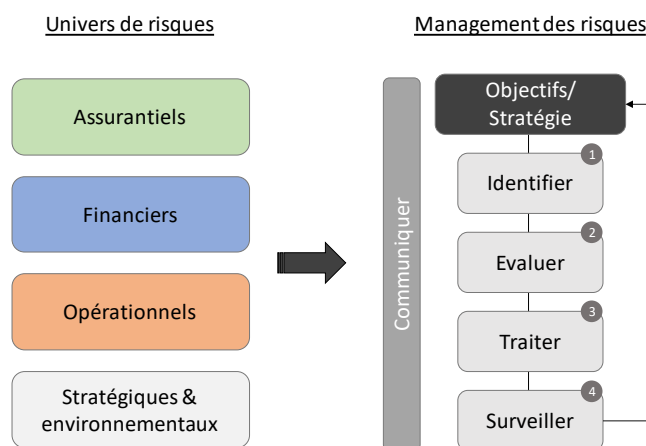 Univers de risques
Assurantiels
Financiers
Opérationnels
Stratégiques &
environnementaux
Management des risques
Communiquer
Objectifs/
Stratégie
1
Identifier
2
Evaluer
3
Traiter
4
Surveiller